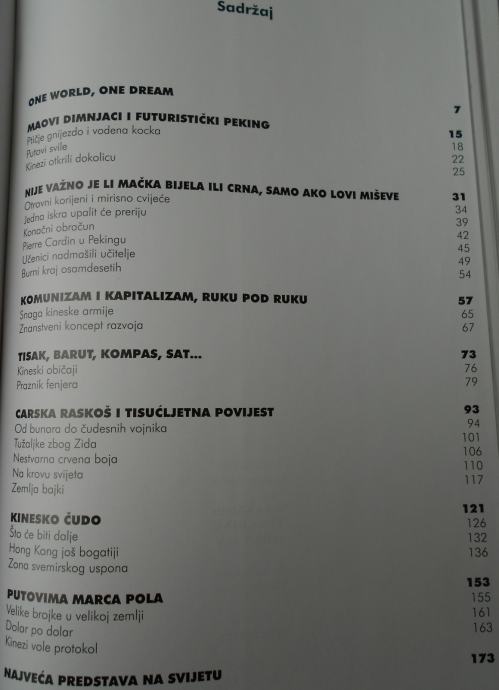 Sadržaj
ONE WORLD, ONE DREAM 7
MAOVI DIMNJACI I FUTURISTIČKI PEKING 15
Ptičje gnijezdo i vodena kocka 18
Putovi svile 22
Kinezi otkrili dokolicu 25
NIJE VAŽNO JE LI MAČKA BIJELA ILI CRNA, SAMO AKO LOVI MIŠEVE 31
Otrovni korijeni i mirisno cvijeće 34
Jedna iskra upalit će preriju 39
Konačni obračun 42
Pierre Cardin u Pekingu 45
Učenici nadmašili učitelje 49
Burni kraj osamdesetih 54
KOMUNIZAM I KAPITALIZAM, RUKU POD RUKU 57
Snaga kineske armije 65
Znanstveni koncept razvoja 67
TISAK, BARUT, KOMPAS, SAT... 73
Kineski običaji 76
Praznik fenjera 79
CARSKA RASKOŠ I TISUĆLJETNA POVIJEST 93
Od bunara do čudesnih vojnika 94
Tužaljke zbog Zida 101
Nestvarna crvena boja 106
Na krovu svijeta 110
Zemlja bajki 117
KINESKO ČUDO 121
Što će biti dalje 126
Hong Kong još bogatiji 132
Zona svemirskog uspona 136
PUTOVIMA MARCA POLA 153
Velike brojke u velikoj zemlji 155
Dolar po dolar 161
Kinezi vole protokol 163
NAJVEĆA PREDSTAVA NA SVIJETU 173